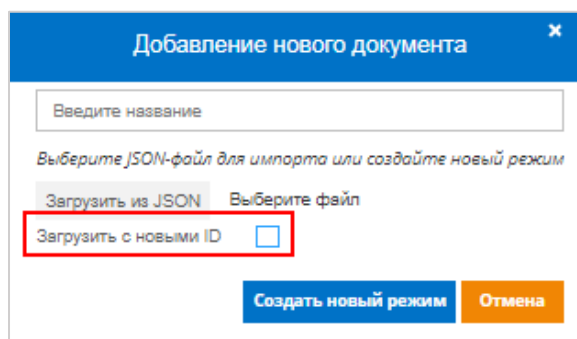 Добавление нового документа
Введите название
Выберите JSON-файл для импорта или создайте новый режим
Загрузить из JSON Выберите файл
Загрузить с новыми ID
Создать новый режим Отмена